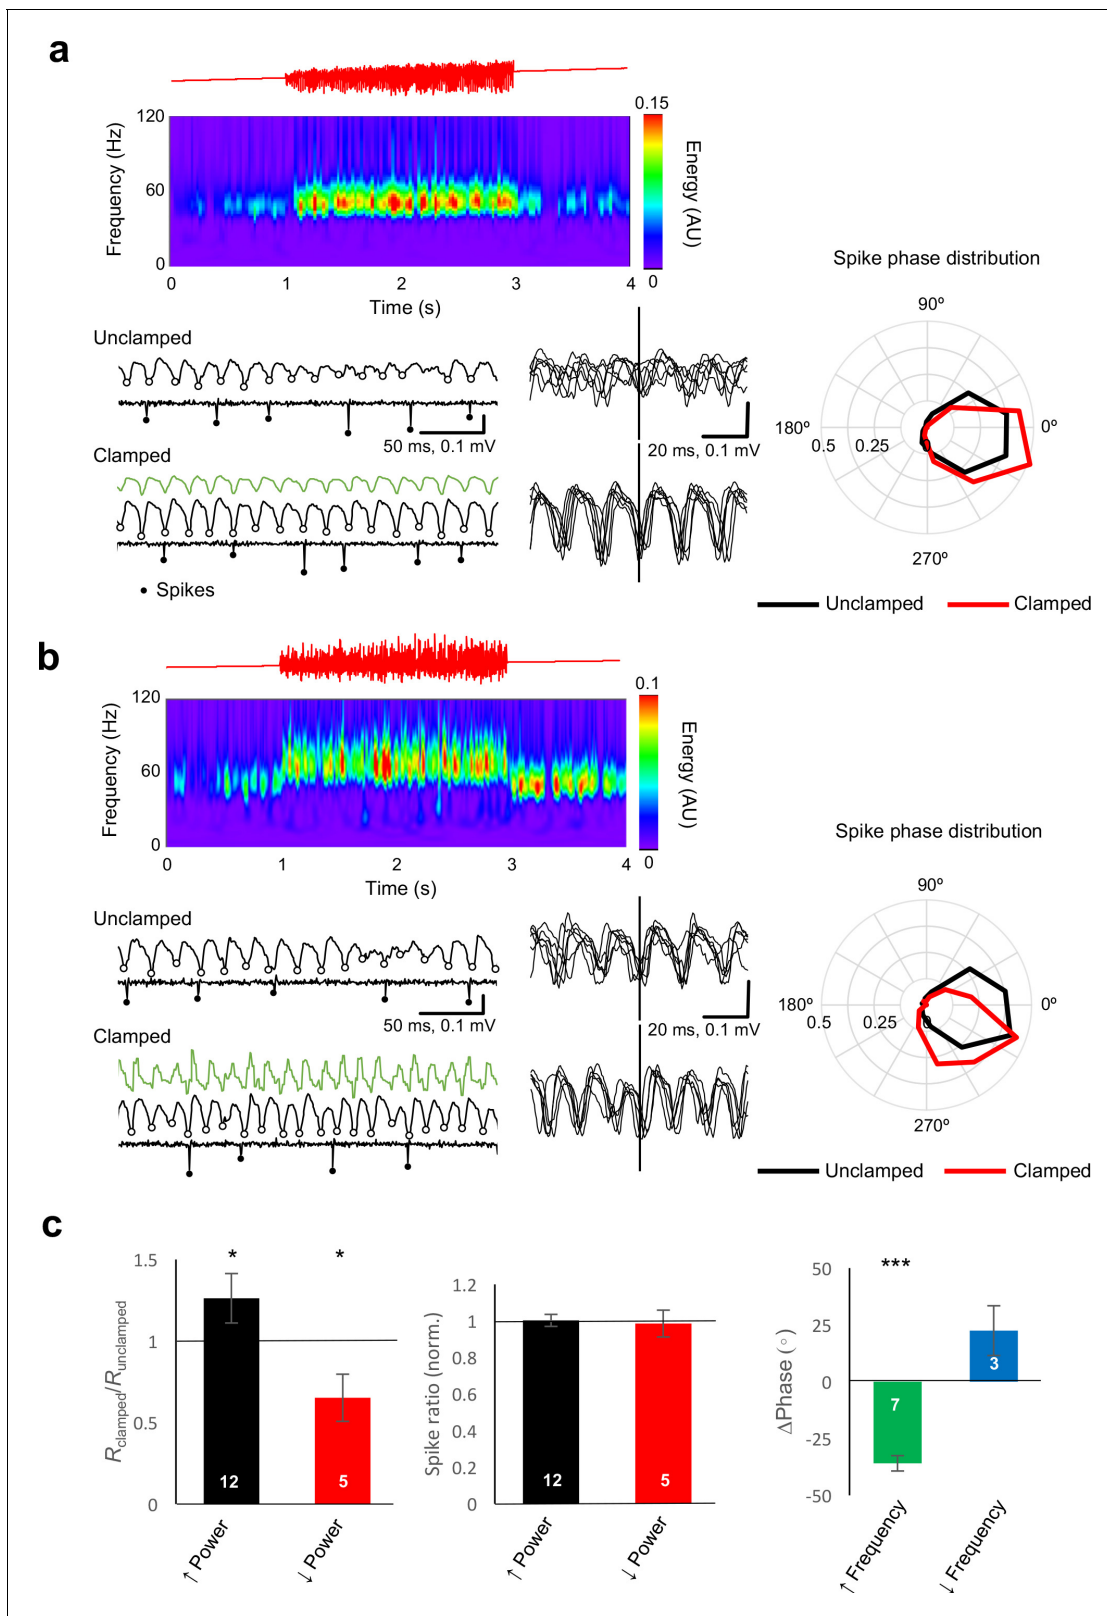 a
0.15
120
60
0
Frequency (Hz)
Energy (AU)
0
0 1 2 3 4
Time (s)
Spike phase distribution
90º
180º
0.5 0.25 0
0º
270º
Unclamped
50 ms, 0.1 mV
20 ms, 0.1 mV
Clamped
• Spikes
Unclamped Clamped
b
0.1
120
60
0
Frequency (Hz)
Energy (AU)
0
0 1 2 3 4
Time (s)
Spike phase distribution
90º
180º
0.5 0.25 0
0º
270º
Unclamped
50 ms, 0.1 mV
20 ms, 0.1 mV
Clamped
Unclamped Clamped
c
Rclamped/Runclamped
1.5
1
0.5
0
* *
12 5
↑ Power
↓ Power
Spike ratio (norm.)
1.2
1
0.8
0.6
0.4
0.2
0
12 5
↑ Power
↓ Power
ΔPhase (°)
50
25
0
-25
-50
***
7 3
↑ Frequency
↓ Frequency